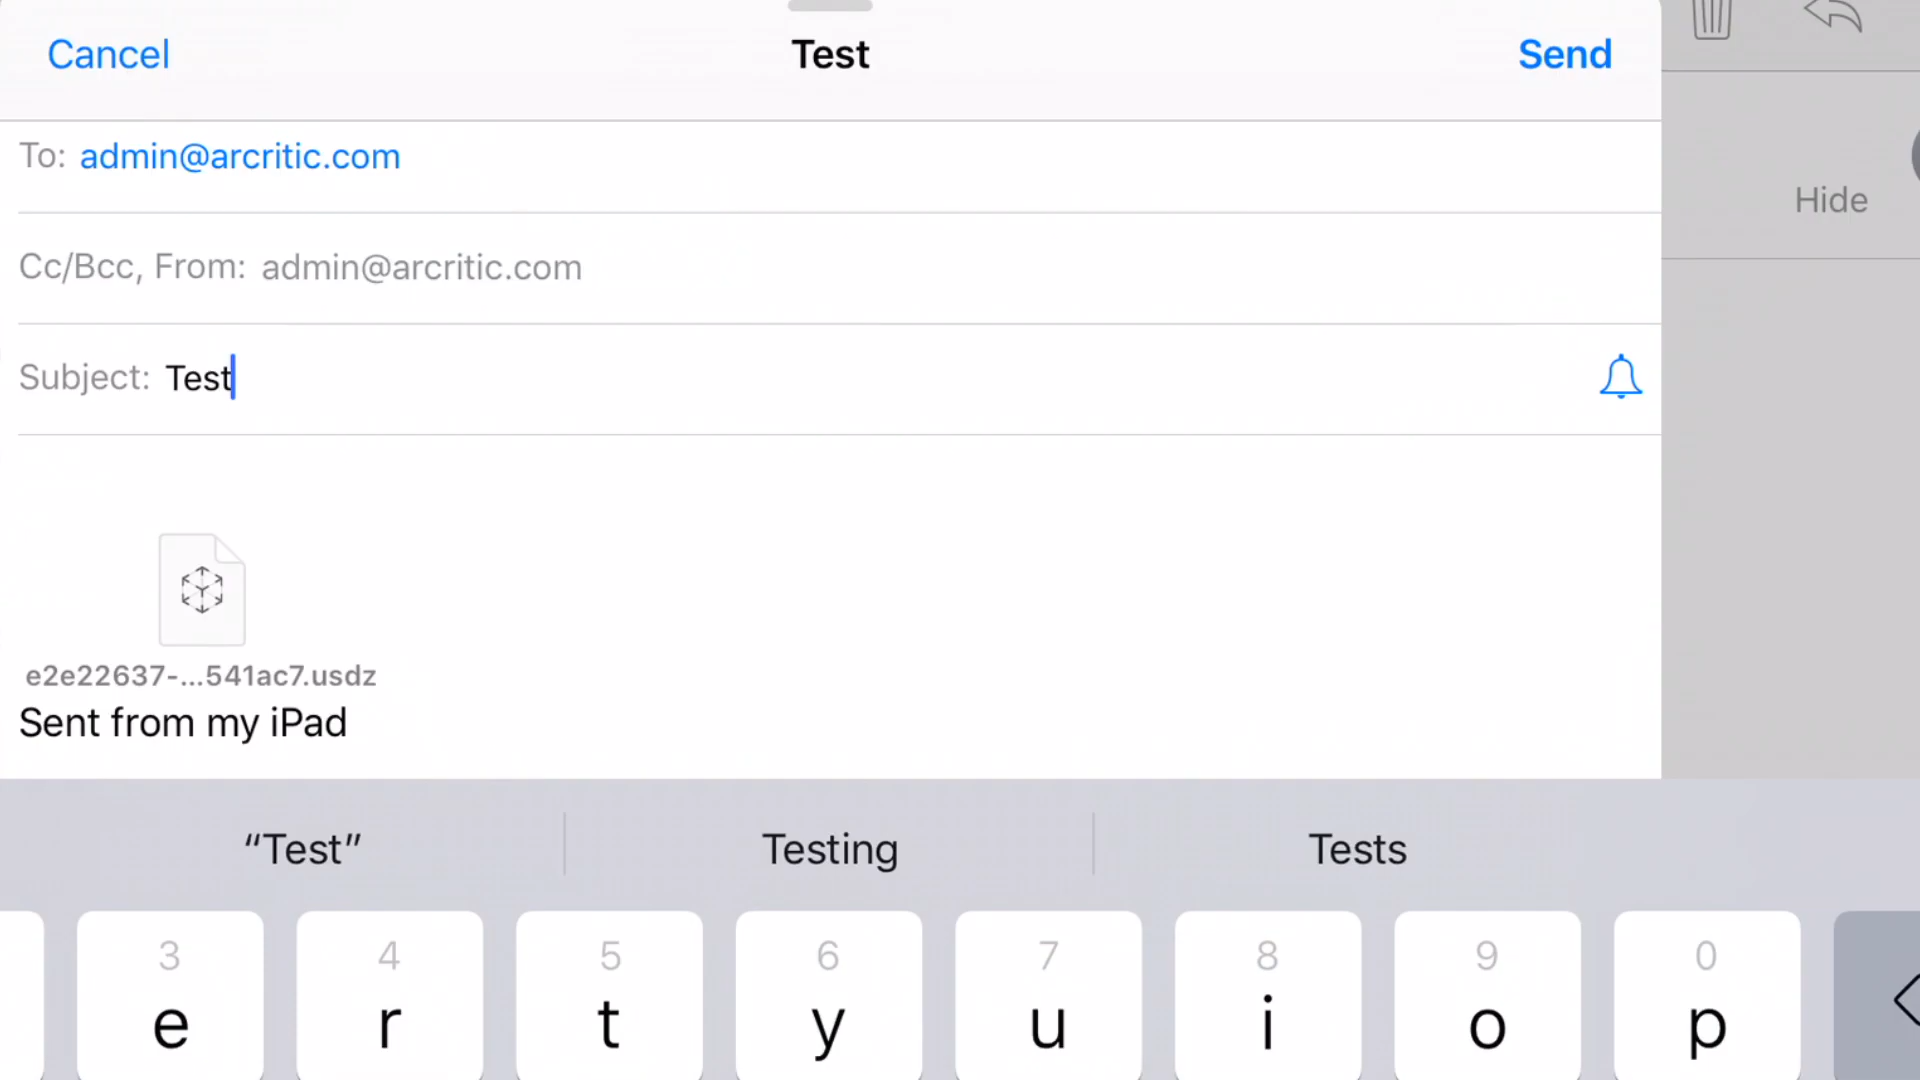 Cancel Test Send
To: admin@arcritic.com
Hide
Cc/Bcc, From: admin@arcritic.com
Subject: Test
e2e22637-...541ac7.usdz
Sent from my iPad
“Test” Testing Tests
3 4 5 6 7 8 9 0
e r t y u i o p